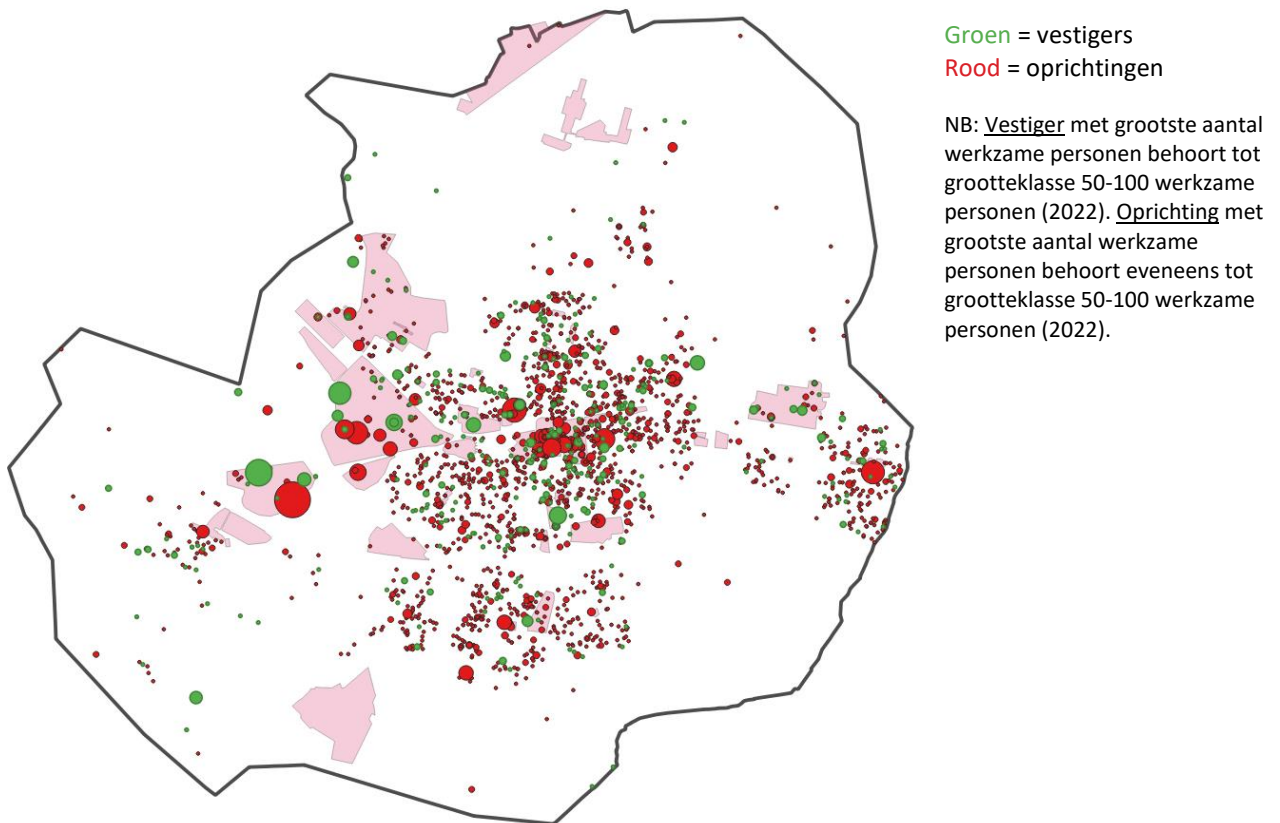 Groen = vestigers
Rood = oprichtingen
NB: Vestiger met grootste aantal
werkzame personen behoort tot
grootteklasse 50-100 werkzame
personen (2022). Oprichting met
grootste aantal werkzame
personen behoort eveneens tot
grootteklasse 50-100 werkzame
personen (2022).